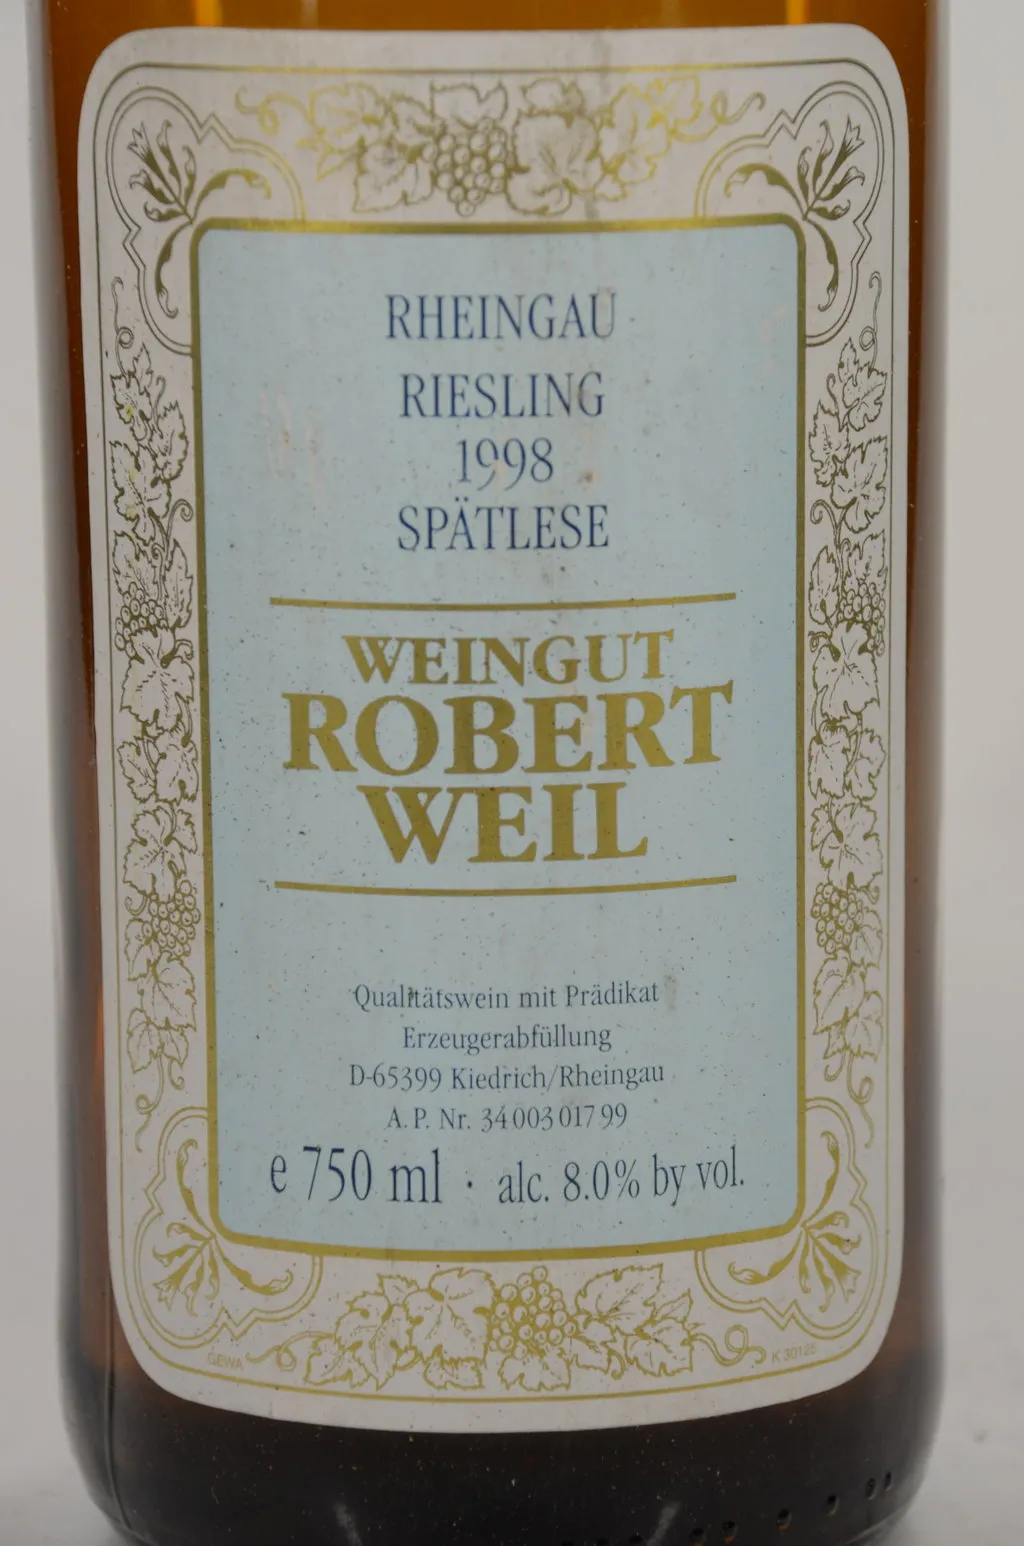 RHEINGAU
RIESLING
1998
SPÄTLESE
WEINGUT
ROBERT
WEIL
Qualitätswein mit Prädikat
Erzeugerabfüllung
D-65399 Kiedrich/Rheingau
A. P. Nr. 34 003 017 99
e 750 ml · alc. 8.0% by vol.
GEWA K 30125